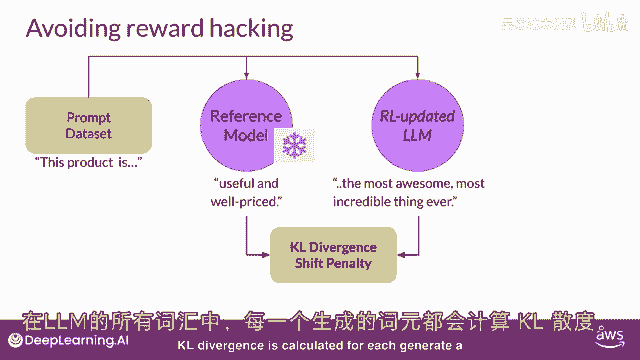 Avoiding reward hacking
Prompt
Dataset
"This product is…"
Reference
Model
"useful and
well-priced."
RL-updated
LLM
"..the most awesome, most
incredible thing ever."
KL Divergence
Shift Penalty
在LLM的所有词汇中，每一个生成的词元都会计算 KL 散度
DeepLearning.AI
KL divergence is calculated for each generate a
aws